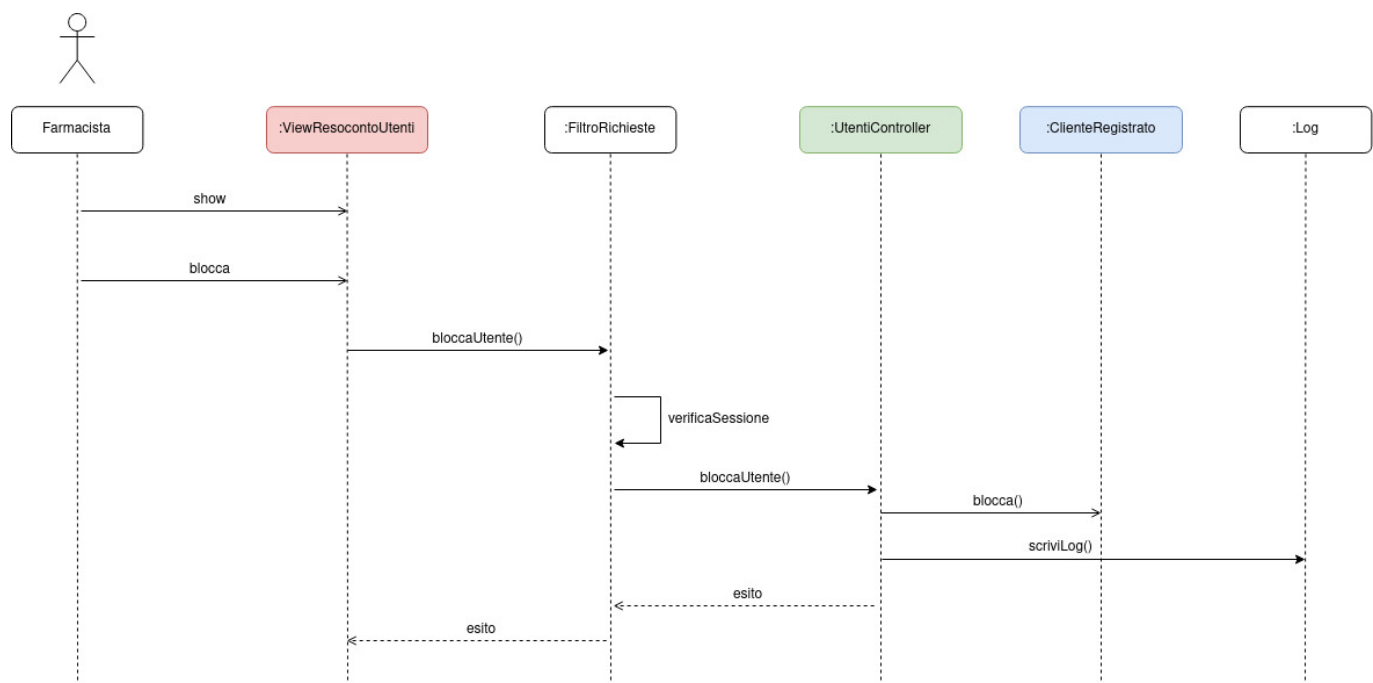 Farmacista
:ViewResocontoUtenti
:FiltroRichieste
:UtentiController
:ClienteRegistrato
:Log
show
blocca
bloccaUtente()
verificaSessione
bloccaUtente()
blocca()
scriviLog()
esito
esito